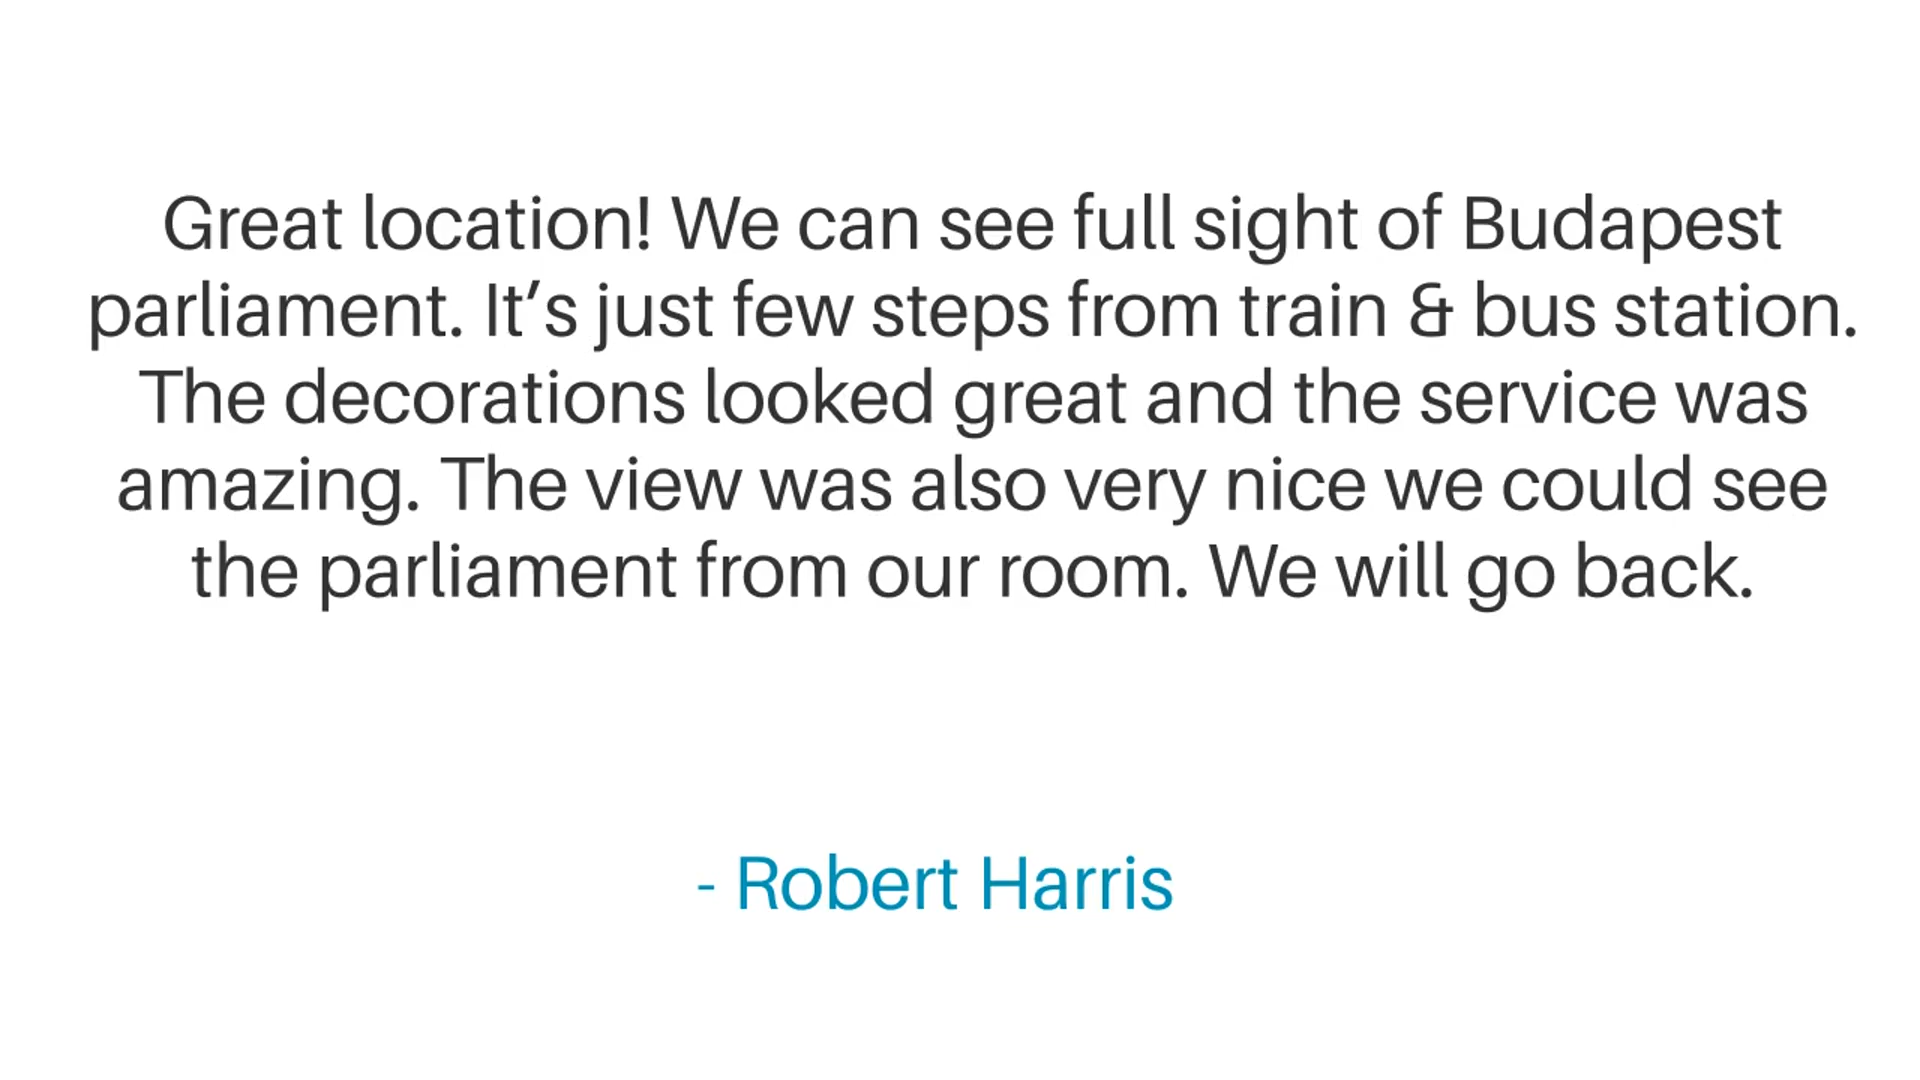 Great location! We can see full sight of Budapest
parliament. It’s just few steps from train & bus station.
The decorations looked great and the service was
amazing. The view was also very nice we could see
the parliament from our room. We will go back.
- Robert Harris